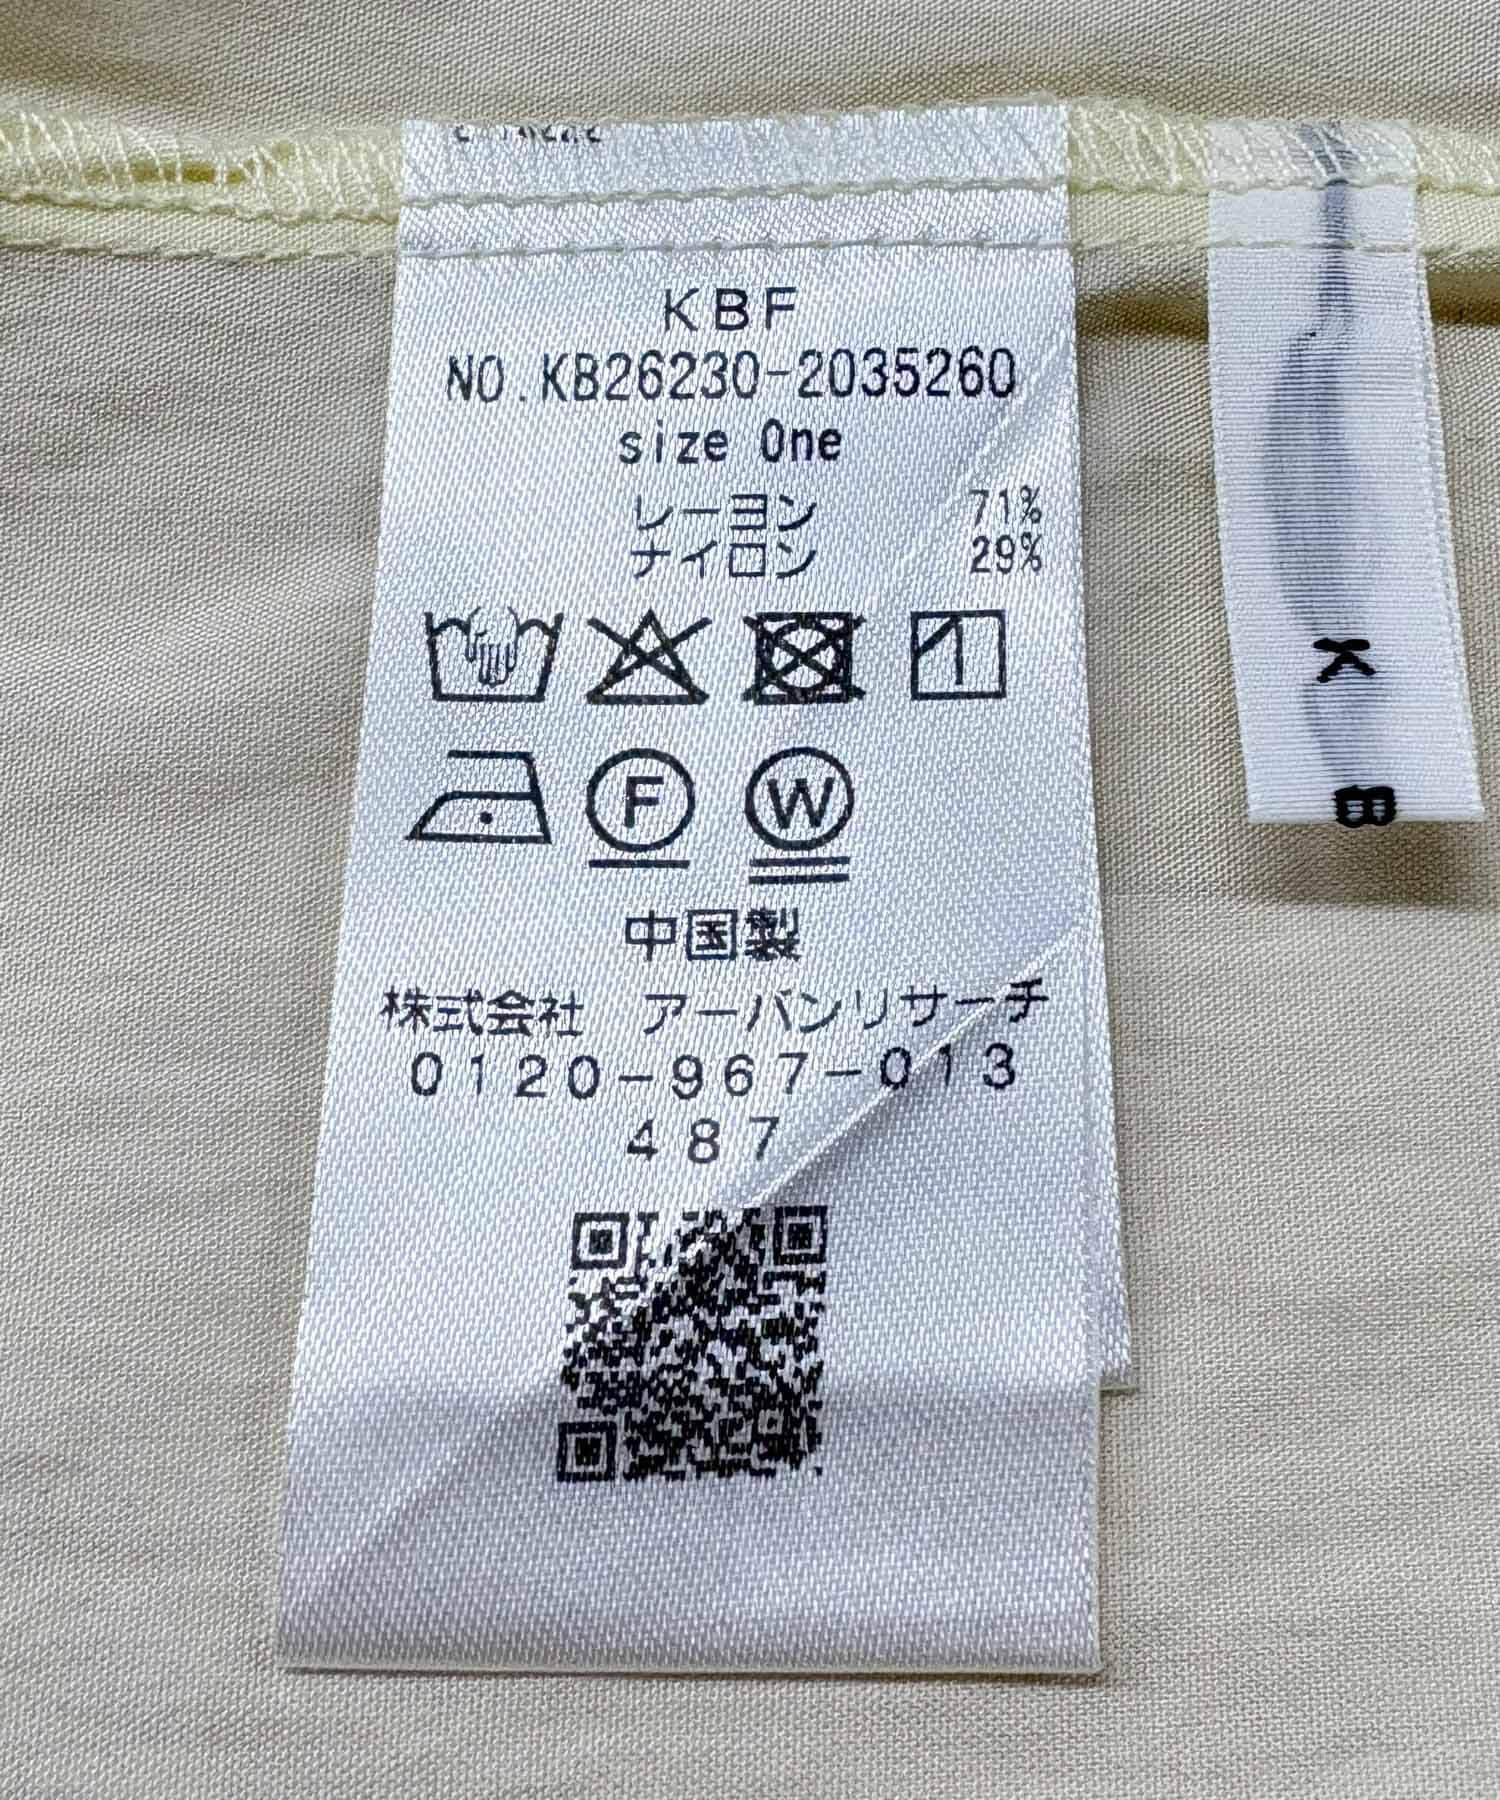 KBF
NO.KB26230-2035260
size One
レーヨン 71%
ナイロン 29%
F W
中国製
株式会社 アーバンリサーチ
0120-967-013
487
K B